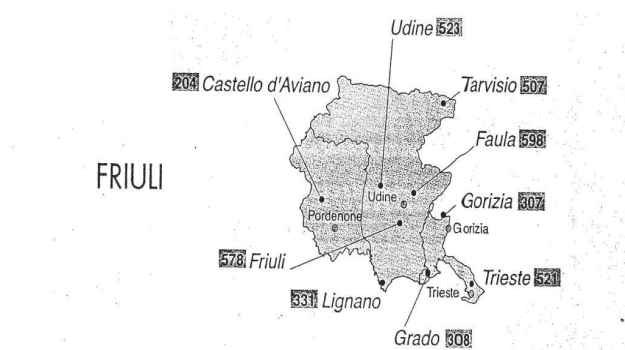 Udine 523
204 Castello d'Aviano
Tarvisio 507
Faula 598
FRIULI
Udine
Gorizia 307
Pordenone
Gorizia
578 Friuli
331 Lignano
Trieste
Trieste 521
Grado 308